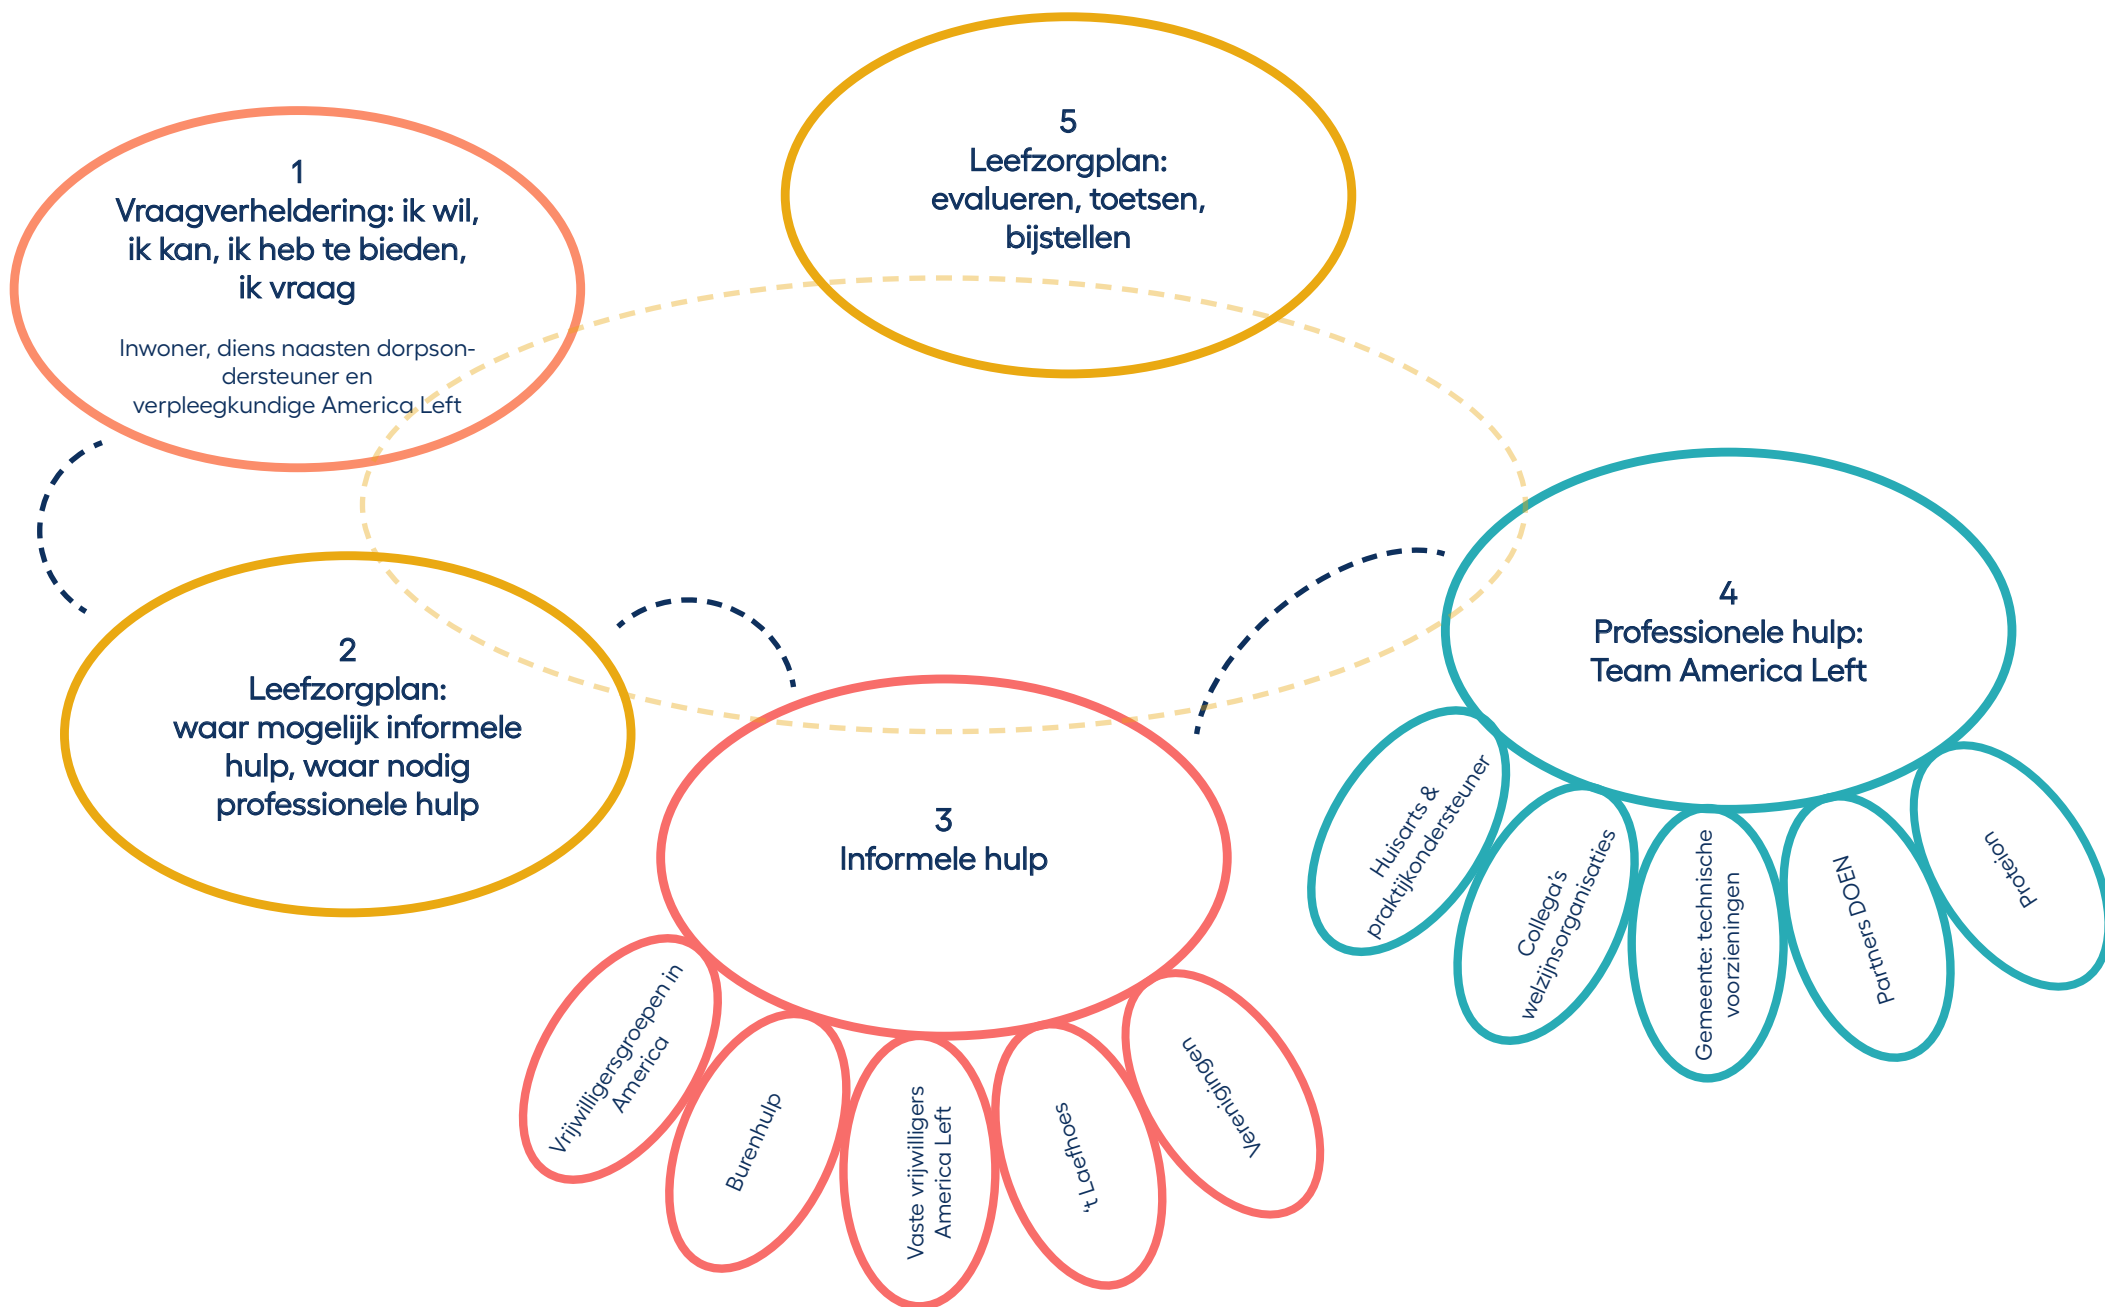 1
Vraagverheldering: ik wil,
ik kan, ik heb te bieden,
ik vraag
Inwoner, diens naasten dorpson-
dersteuner en
verpleegkundige America Left
2
Leefzorgplan:
waar mogelijk informele
hulp, waar nodig
professionele hulp
3
Informele hulp
Vrijwilligersgroepen in
America
Burenhulp
Vaste vrijwilligers
America Left
't Laefhoes
Verenigingen
4
Professionele hulp:
Team America Left
Huisarts &
praktijkondersteuner
Collega's
welzijnsorganisaties
Gemeente: technische
voorzieningen
Partners DOEN
Proteion
5
Leefzorgplan:
evalueren, toetsen,
bijstellen